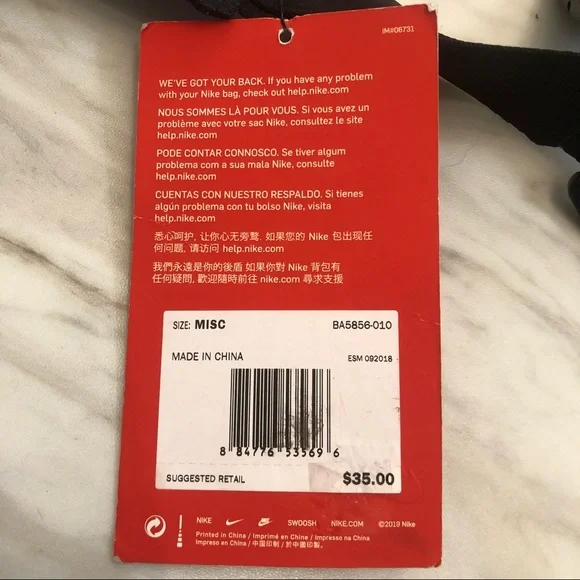 IM#06731
WE'VE GOT YOUR BACK. If you have any problem
with your Nike bag, check out help.nike.com
NOUS SOMMES LÀ POUR VOUS. Si vous avez un
problème avec votre sac Nike, consultez le site
help.nike.com
PODE CONTAR CONNOSCO. Se tiver algum
problema com a sua mala Nike, consulte
help.nike.com
CUENTAS CON NUESTRO RESPALDO. Si tienes
algún problema con tu bolso Nike, visita
help.nike.com
悉心呵护, 让你心无旁骛. 如果您的 Nike 包出现任
何问题, 请访问 help.nike.com
我們永遠是你的後盾 如果你對 Nike 背包有
任何疑問, 歡迎隨時前往 nike.com 尋求支援
SIZE: MISC BA5856-010
MADE IN CHINA ESM 092018
8 84776 53569 6
SUGGESTED RETAIL $35.00
NIKE SWOOSH NIKE.COM ©2019 Nike
Printed in China / Imprimé en Chine / Impresso na China
Impreso en China / 中国印制 / 於中國印製。